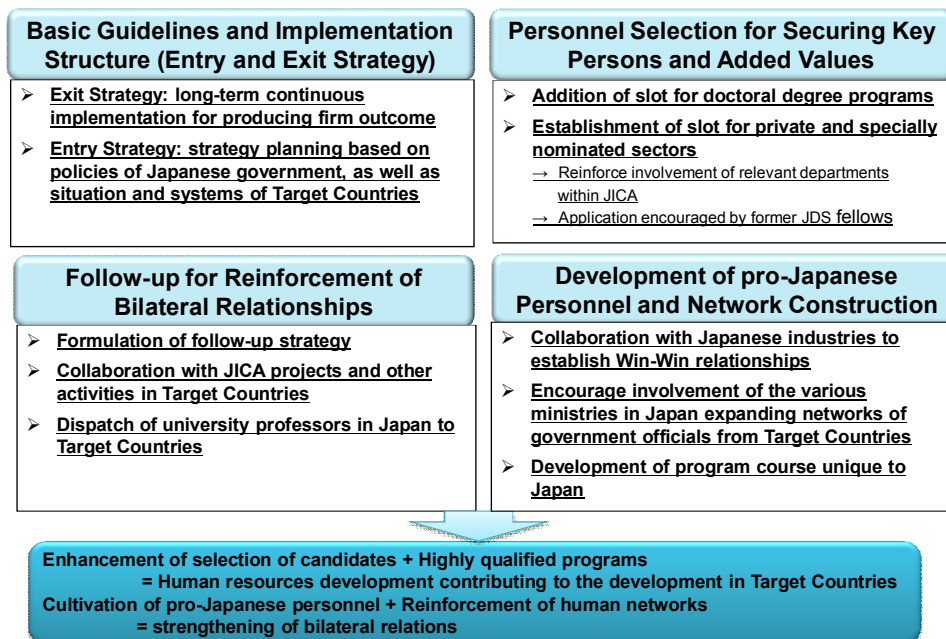 Basic Guidelines and Implementation
Structure (Entry and Exit Strategy)
➢ Exit Strategy: long-term continuous
implementation for producing firm outcome
➢ Entry Strategy: strategy planning based on
policies of Japanese government, as well as
situation and systems of Target Countries
Personnel Selection for Securing Key
Persons and Added Values
➢ Addition of slot for doctoral degree programs
➢ Establishment of slot for private and specially
nominated sectors
→ Reinforce involvement of relevant departments
within JICA
→ Application encouraged by former JDS fellows
Follow-up for Reinforcement of
Bilateral Relationships
➢ Formulation of follow-up strategy
➢ Collaboration with JICA projects and other
activities in Target Countries
➢ Dispatch of university professors in Japan to
Target Countries
Development of pro-Japanese
Personnel and Network Construction
➢ Collaboration with Japanese industries to
establish Win-Win relationships
➢ Encourage involvement of the various
ministries in Japan expanding networks of
government officials from Target Countries
➢ Development of program course unique to
Japan
Enhancement of selection of candidates + Highly qualified programs
= Human resources development contributing to the development in Target Countries
Cultivation of pro-Japanese personnel + Reinforcement of human networks
= strengthening of bilateral relations